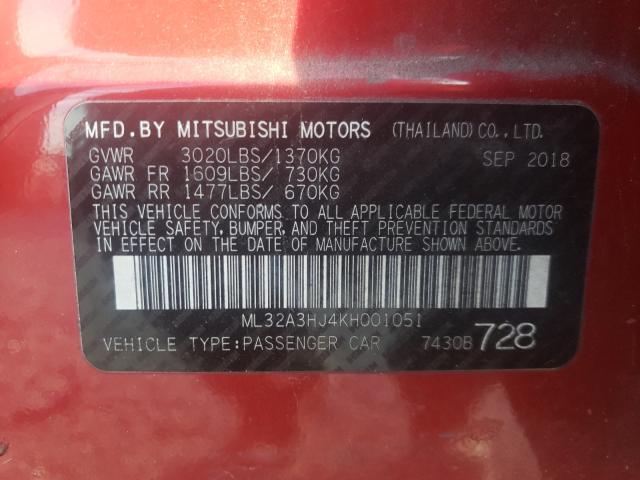 MFD.BY MITSUBISHI MOTORS (THAILAND)CO.,LTD.
GVWR 3020LBS/1370KG SEP 2018
GAWR FR 1609LBS/ 730KG
GAWR RR 1477LBS/ 670KG
THIS VEHICLE CONFORMS TO ALL APPLICABLE FEDERAL MOTOR
VEHICLE SAFETY, BUMPER, AND THEFT PREVENTION STANDARDS
IN EFFECT ON THE DATE OF MANUFACTURE SHOWN ABOVE.
ML32A3HJ4KH001051
VEHICLE TYPE:PASSENGER CAR 7430B 728